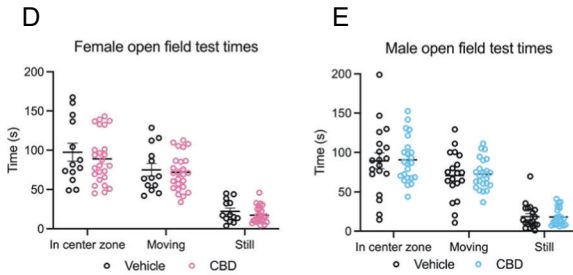 D
Female open field test times
Time (s)
200
150
100
50
0
In center zone
Moving
Still
Vehicle
CBD
E
Male open field test times
Time (s)
200
150
100
50
0
In center zone
Moving
Still
Vehicle
CBD